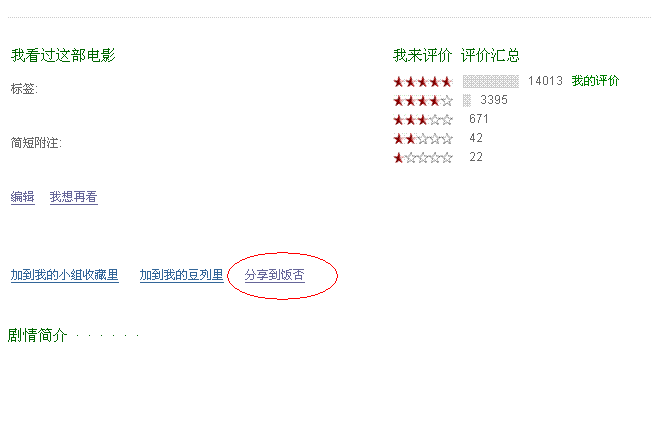 我看过这部电影
标签:
简短附注:
编辑 我想再看
我来评价 评价汇总
14013 我的评价
3395
671
42
22
加到我的小组收藏里 加到我的豆列里 分享到饭否
剧情简介 · · · · · ·